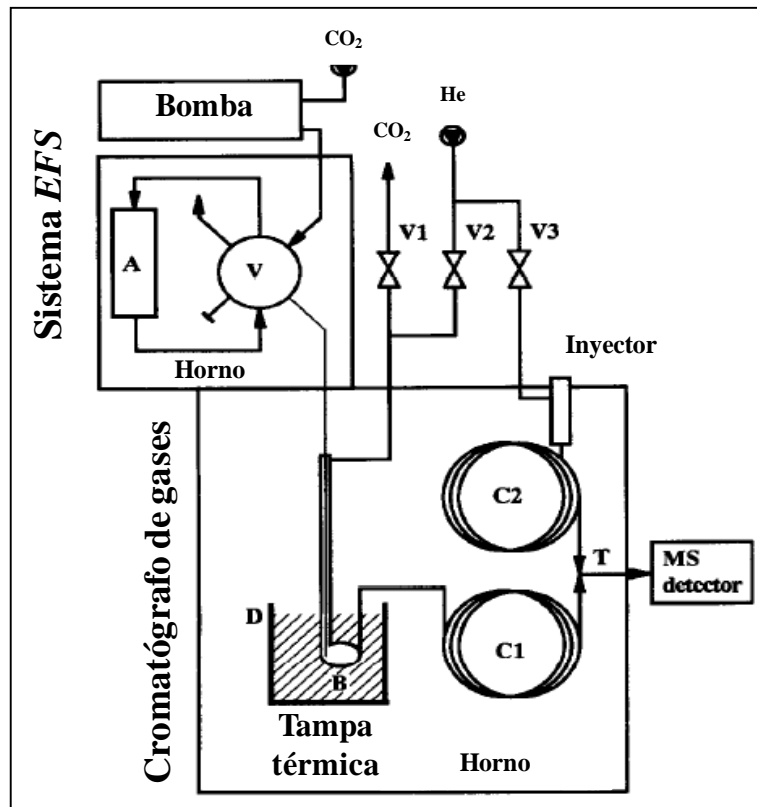 CO₂
Bomba
He
CO₂
Sistema EFS
A
V
V1
V2
V3
Horno
Inyector
Cromatógrafo de gases
C2
T
MS
detector
D
B
C1
Tampa
térmica
Horno